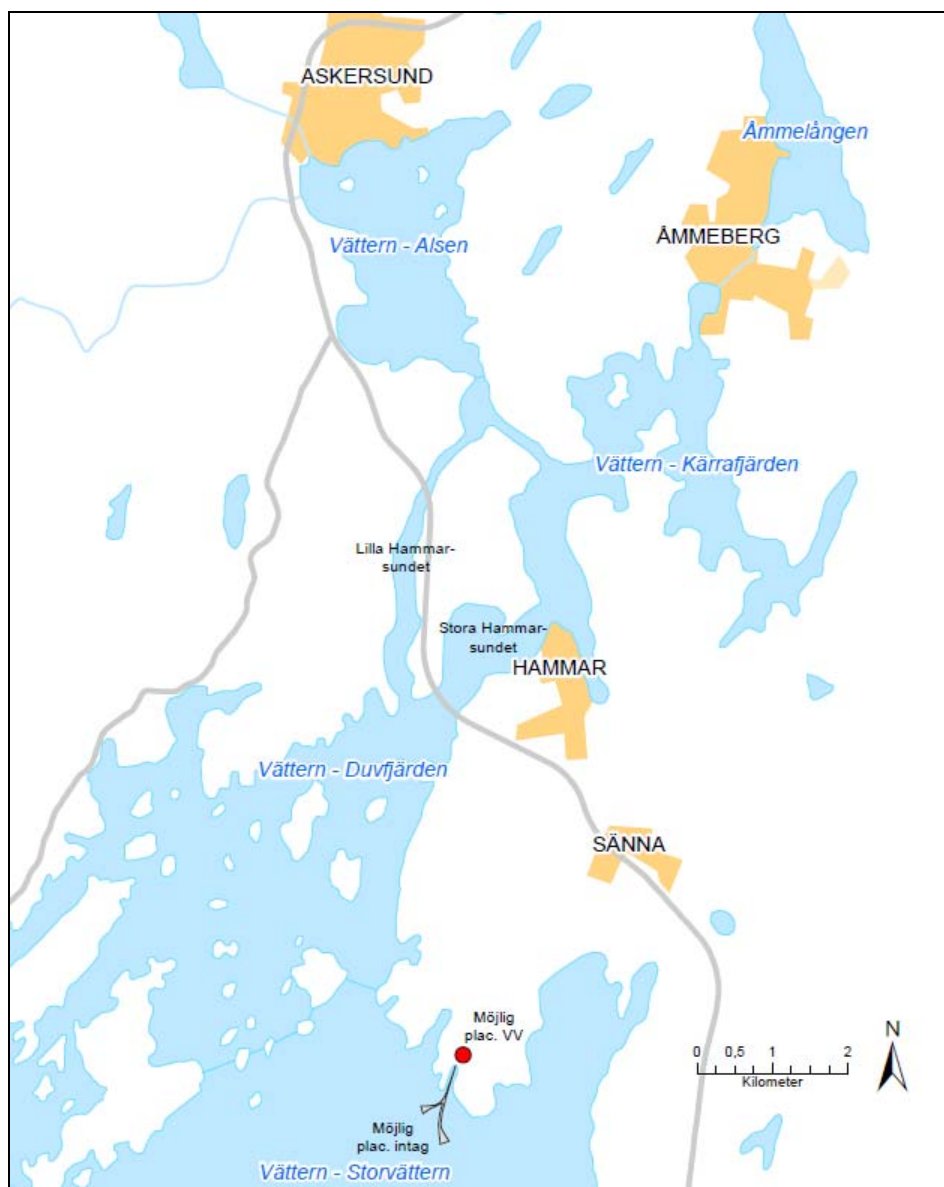 ASKERSUND
Åmmelången
Vättern - Alsen
ÅMMEBERG
Vättern - Kärrafjärden
Lilla Hammar-
sundet
Stora Hammar-
sundet
HAMMAR
Vättern - Duvfjärden
SÄNNA
Möjlig
plac. VV
N
0 0,5 1 2
Kilometer
Möjlig
plac. intag
Vättern - Storvättern